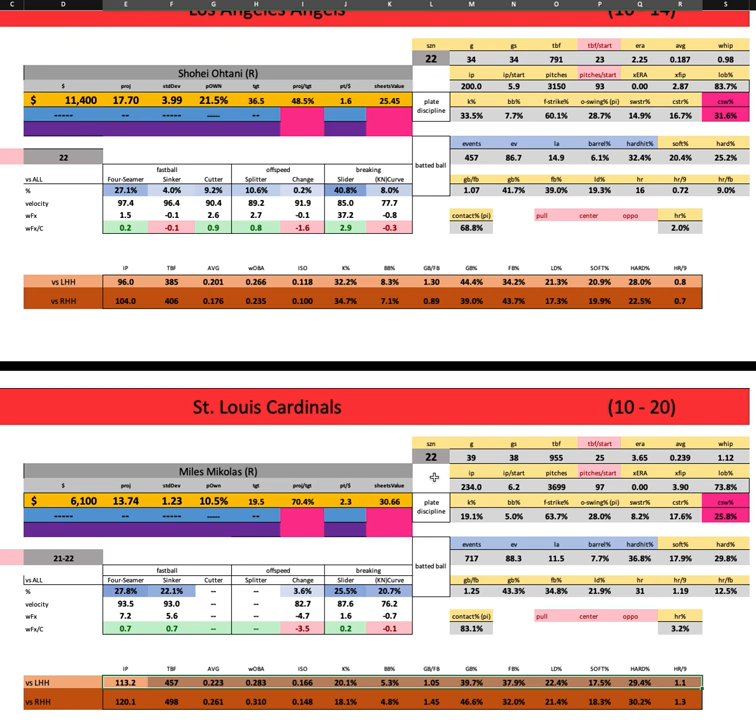 C D E F G H I J K L M N O P Q R S
Los Angeles Angels (10 - 14)
szn g gs tbf tbf/start era avg whip
22 34 34 791 23 2.25 0.187 0.98
Shohei Ohtani (R) ip ip/start pitches pitches/start xERA xfip lob%
200.0 5.9 3150 93 0.00 2.87 83.7%
$ proj stdDev pOWN tgt proj/tgt pt/$ sheetsValue
$ 11,400 17.70 3.99 21.5% 36.5 48.5% 1.6 25.45
plate discipline k% bb% f-strike% o-swing% (pi) swstr% cstr% csw%
33.5% 7.7% 60.1% 28.7% 14.9% 16.7% 31.6%
----- -- -- -- ---- --
batted ball events ev la barrel% hardhit% soft% hard%
22 457 86.7 14.9 6.1% 32.4% 20.4% 25.2%
fastball offspeed breaking
vs ALL Four-Seamer Sinker Cutter Splitter Change Slider (KN)Curve gb/fb gb% fb% ld% hr hr/9 hr/fb
% 27.1% 4.0% 9.2% 10.6% 0.2% 40.8% 8.0% 1.07 41.7% 39.0% 19.3% 16 0.72 9.0%
velocity 97.4 96.4 90.4 89.2 91.9 85.0 77.7
wFx 1.5 -0.1 2.6 2.7 -0.1 37.2 -0.8 contact% (pi) pull center oppo hr%
wFx/C 0.2 -0.1 0.9 0.8 -1.6 2.9 -0.3 68.8% 2.0%
IP TBF AVG wOBA ISO K% BB% GB/FB GB% FB% LD% SOFT% HARD% HR/9
vs LHH 96.0 385 0.201 0.266 0.118 32.2% 8.3% 1.30 44.4% 34.2% 21.3% 20.9% 28.0% 0.8
vs RHH 104.0 406 0.176 0.235 0.100 34.7% 7.1% 0.89 39.0% 43.7% 17.3% 19.9% 22.5% 0.7
St. Louis Cardinals (10 - 20)
szn g gs tbf tbf/start era avg whip
22 39 38 955 25 3.65 0.239 1.12
Miles Mikolas (R) ip ip/start pitches pitches/start xERA xfip lob%
234.0 6.2 3699 97 0.00 3.90 73.8%
$ proj stdDev pOwn tgt proj/tgt pt/$ sheetsValue
$ 6,100 13.74 1.23 10.5% 19.5 70.4% 2.3 30.66
plate discipline k% bb% f-strike% o-swing% (pi) swstr% cstr% csw%
19.1% 5.0% 63.7% 28.0% 8.2% 17.6% 25.8%
----- -- -- -- ---- --
batted ball events ev la barrel% hardhit% soft% hard%
21-22 717 88.3 11.5 7.7% 36.8% 17.9% 29.8%
fastball offspeed breaking
vs ALL Four-Seamer Sinker Cutter Splitter Change Slider (KN)Curve gb/fb gb% fb% ld% hr hr/9 hr/fb
% 27.8% 22.1% -- -- 3.6% 25.5% 20.7% 1.25 43.3% 34.8% 21.9% 31 1.19 12.5%
velocity 93.5 93.0 -- -- 82.7 87.6 76.2
wFx 7.2 5.6 -- -- -4.7 1.6 -0.7 contact% (pi) pull center oppo hr%
wFx/C 0.7 0.7 -- -- -3.5 0.2 -0.1 83.1% 3.2%
IP TBF AVG wOBA ISO K% BB% GB/FB GB% FB% LD% SOFT% HARD% HR/9
vs LHH 113.2 457 0.223 0.283 0.166 20.1% 5.3% 1.05 39.7% 37.9% 22.4% 17.5% 29.4% 1.1
vs RHH 120.1 498 0.261 0.310 0.148 18.1% 4.8% 1.45 46.6% 32.0% 21.4% 18.3% 30.2% 1.3